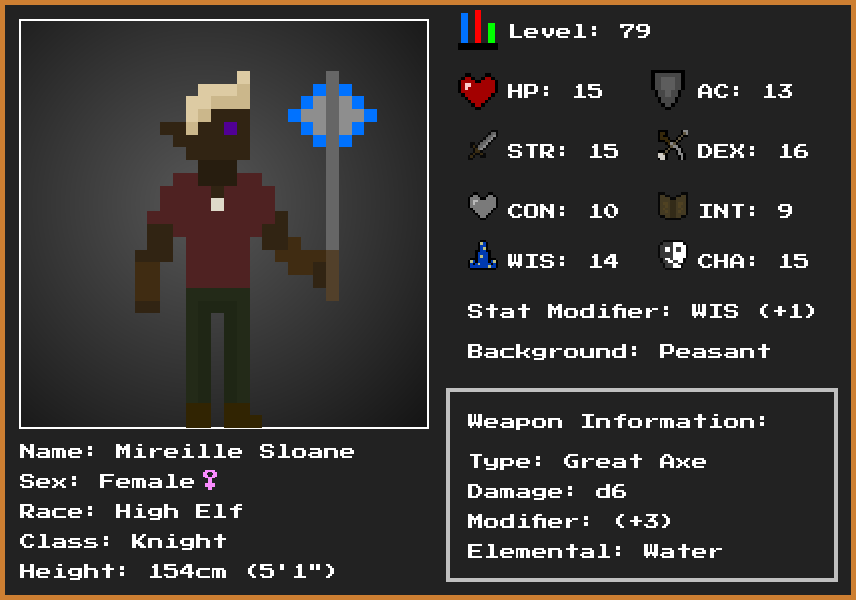 Level: 79
HP: 15
AC: 13
STR: 15
DEX: 16
CON: 10
INT: 9
WIS: 14
CHA: 15
Stat Modifier: WIS (+1)
Background: Peasant
Weapon Information:
Type: Great Axe
Damage: d6
Modifier: (+3)
Elemental: Water
Name: Mireille Sloane
Sex: Female♀
Race: High Elf
Class: Knight
Height: 154cm (5'1")